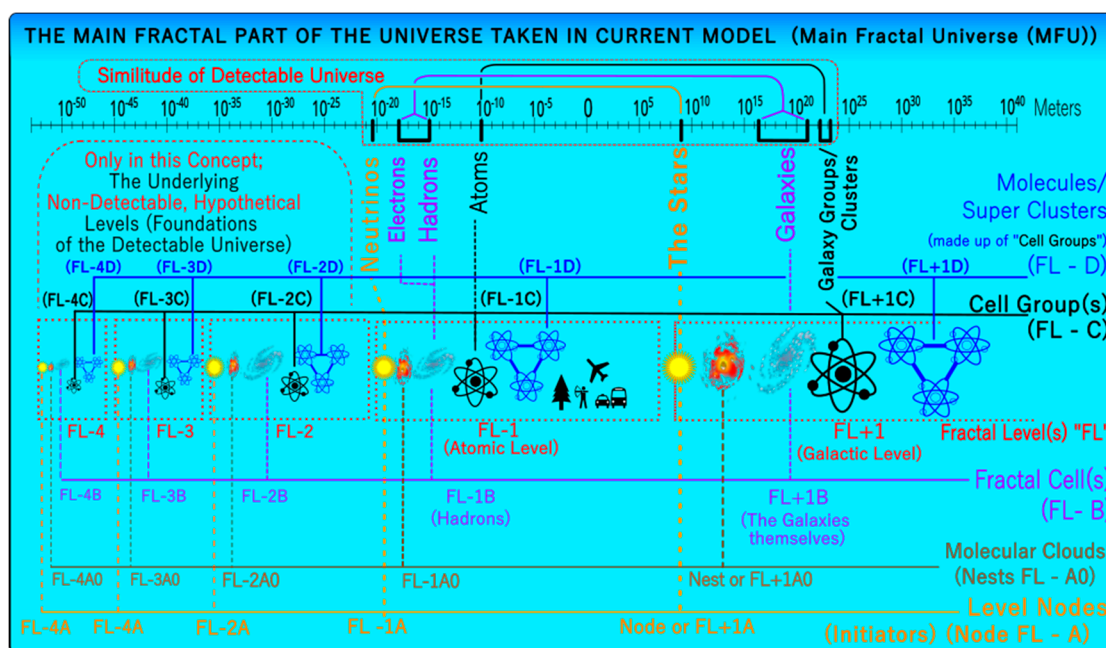 THE MAIN FRACTAL PART OF THE UNIVERSE TAKEN IN CURRENT MODEL (Main Fractal Universe (MFU))
Similitude of Detectable Universe
10-50 10-45 10-40 10-35 10-30 10-25 10-20 10-15 10-10 10-5 0 105 1010 1015 1020 1025 1030 1035 1040 Meters
Only in this Concept;
The Underlying
Non-Detectable, Hypothetical
Levels (Foundations
of the Detectable Universe)
Neutrinos
Electrons
Hadrons
Atoms
The Stars
Galaxies
Galaxy Groups/
Clusters
Molecules/
Super Clusters
(made up of "Cell Groups")
(FL - D)
(FL-4D) (FL-3D) (FL-2D) (FL-1D) (FL+1D)
(FL-4C) (FL-3C) (FL-2C) (FL-1C) (FL+1C)
Cell Group(s)
(FL - C)
FL-4 FL-3 FL-2 FL-1 FL+1 Fractal Level(s) "FL"
(Atomic Level) (Galactic Level)
FL-4B FL-3B FL-2B FL-1B FL+1B
(Hadrons) (The Galaxies
themselves)
Fractal Cell(s)
(FL- B)
FL-4A0 FL-3A0 FL-2A0 FL-1A0 Nest or FL+1A0
Molecular Clouds
(Nests FL - A0)
FL-4A FL-4A FL-2A FL -1A Node or FL+1A
Level Nodes
(Initiators) (Node FL - A)